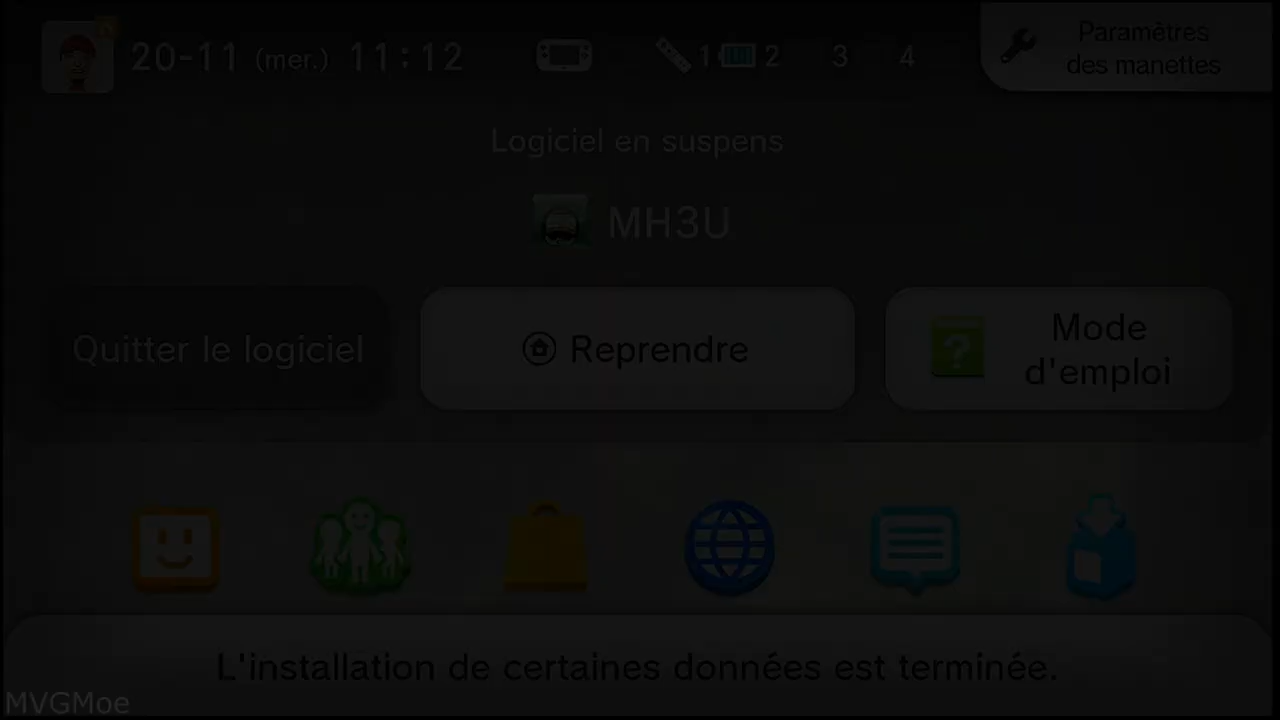 20-11 (mer.) 11:12
1 2 3 4
Paramètres
des manettes
Logiciel en suspens
MH3U
Quitter le logiciel
Reprendre
?
Mode
d'emploi
L'installation de certaines données est terminée.
MVGMoe